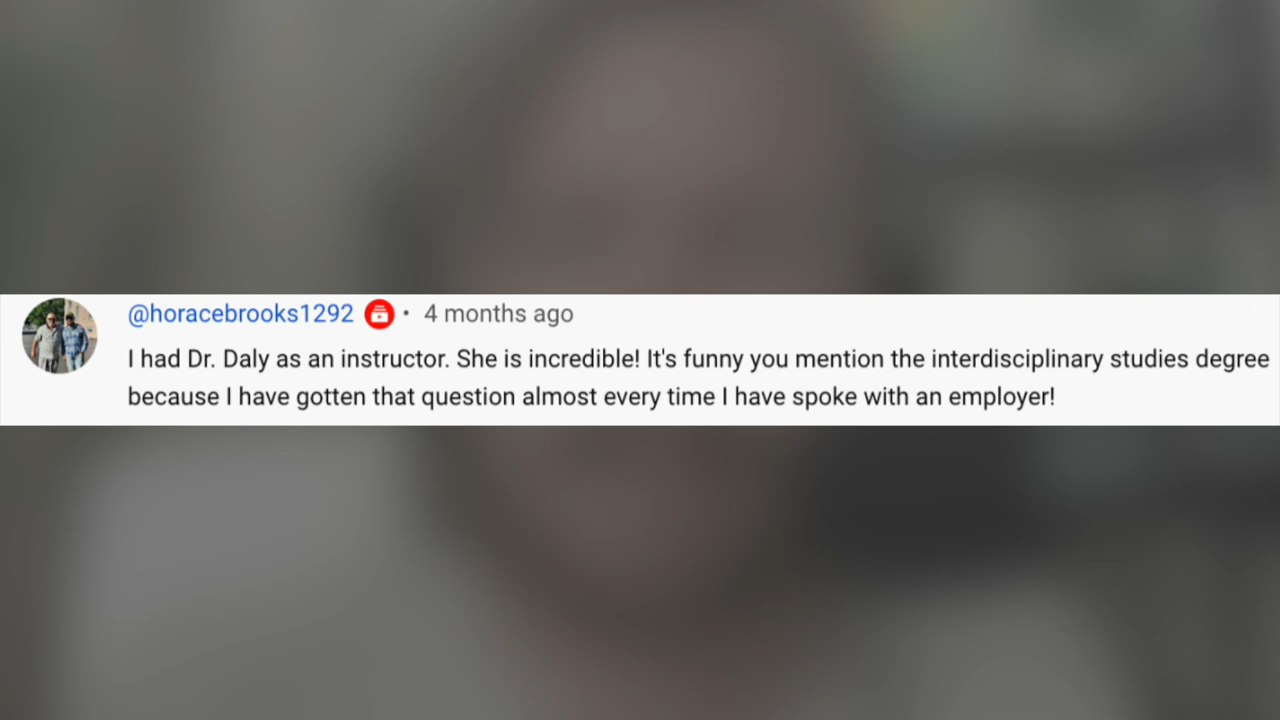 @horacebrooks1292 • 4 months ago
I had Dr. Daly as an instructor. She is incredible! It's funny you mention the interdisciplinary studies degree
because I have gotten that question almost every time I have spoke with an employer!